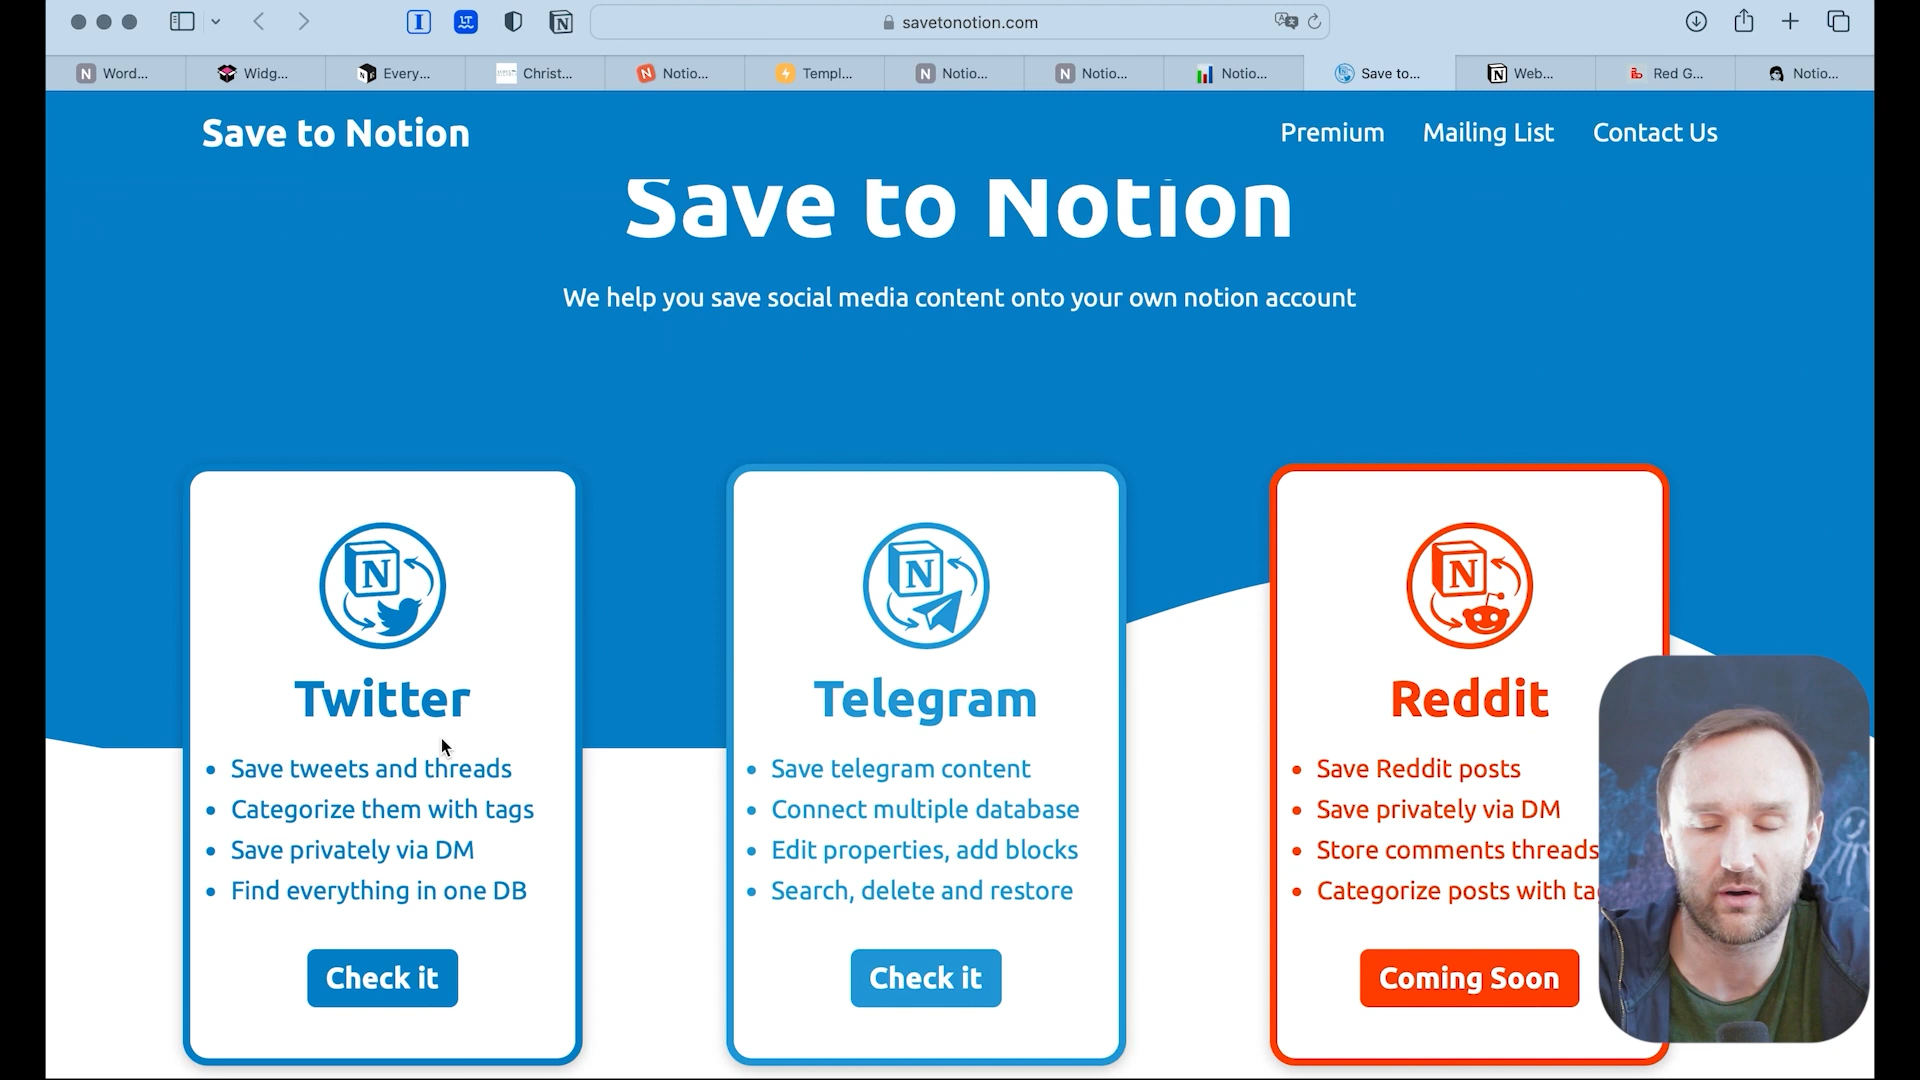 savetonotion.com
Word...
Widg...
Every...
Christ...
Notio...
Templ...
Notio...
Notio...
Notio...
Save to...
Web...
Red G...
Notio...
Save to Notion
Premium
Mailing List
Contact Us
Save to Notion
We help you save social media content onto your own notion account
Twitter
Save tweets and threads
Categorize them with tags
Save privately via DM
Find everything in one DB
Check it
Telegram
Save telegram content
Connect multiple database
Edit properties, add blocks
Search, delete and restore
Check it
Reddit
Save Reddit posts
Save privately via DM
Store comments threads
Categorize posts with
Coming Soon